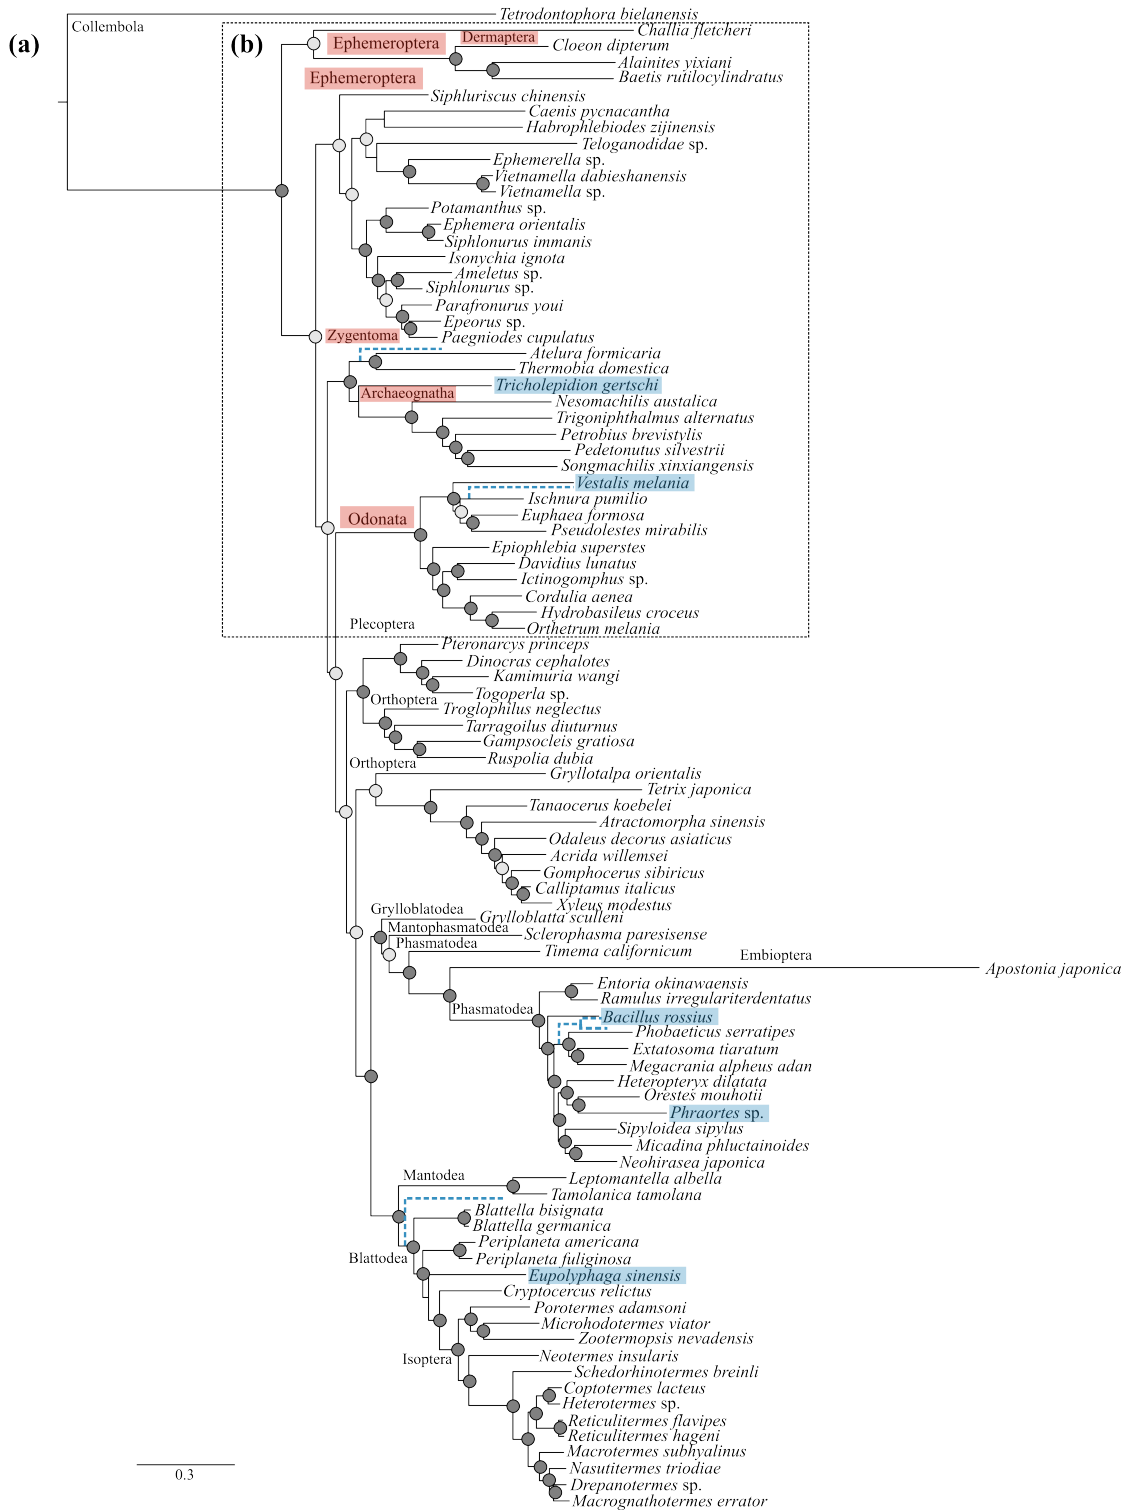 Tetrodontophora bielanensis
Collembola
(a)
(b)
Challia fletcheri
Dermaptera
Ephemeroptera
Cloeon dipterum
Alainites yixiani
Baetis rutilocylindratus
Ephemeroptera
Siphluriscus chinensis
Caenis pycnacantha
Habrophlebiodes zijinensis
Teloganodidae sp.
Ephemerella sp.
Vietnamella dabieshanensis
Vietnamella sp.
Potamanthus sp.
Ephemera orientalis
Siphlonurus immanis
Isonychia ignota
Ameletus sp.
Siphlonurus sp.
Parafronurus youi
Epeorus sp.
Zygentoma
Paegniodes cupulatus
Atelura formicaria
Thermobia domestica
Tricholepidion gertschi
Archaeognatha
Nesomachilis austalica
Trigoniphthalmus alternatus
Petrobius brevistylis
Pedetonutus silvestrii
Songmachilis xinxiangensis
Vestalis melania
Ischnura pumilio
Odonata
Euphaea formosa
Pseudolestes mirabilis
Epiophlebia superstes
Davidius lunatus
Ictinogomphus sp.
Cordulia aenea
Hydrobasileus croceus
Plecoptera
Orthetrum melania
Pteronarcys princeps
Dinocras cephalotes
Kamimuria wangi
Togoperla sp.
Orthoptera
Troglophilus neglectus
Tarragoilus diuturnus
Gampsocleis gratiosa
Ruspolia dubia
Orthoptera
Gryllotalpa orientalis
Tetrix japonica
Tanaocerus koebelei
Atractomorpha sinensis
Odaleus decorus asiaticus
Acrida willemsei
Gomphocerus sibiricus
Calliptamus italicus
Xyleus modestus
Grylloblatodea
Grylloblatta sculleni
Mantophasmatodea
Sclerophasma paresisense
Phasmatodea
Timema californicum
Embioptera
Apostonia japonica
Entoria okinawaensis
Ramulus irregulariterdentatus
Phasmatodea
Bacillus rossius
Phobaeticus serratipes
Extatosoma tiaratum
Megacrania alpheus adan
Heteropteryx dilatata
Orestes mouhotii
Phraortes sp.
Sipyloidea sipylus
Micadina phluctainoides
Neohirasea japonica
Mantodea
Leptomantella albella
Tamolanica tamolana
Blattella bisignata
Blattella germanica
Periplaneta americana
Blattodea
Periplaneta fuliginosa
Eupolyphaga sinensis
Cryptocercus relictus
Porotermes adamsoni
Microhodotermes viator
Zootermopsis nevadensis
Isoptera
Neotermes insularis
Schedorhinotermes breinli
Coptotermes lacteus
Heterotermes sp.
Reticulitermes flavipes
Reticulitermes hageni
Macrotermes subhyalinus
Nasutitermes triodiae
0.3
Drepanotermes sp.
Macrognathotermes errator